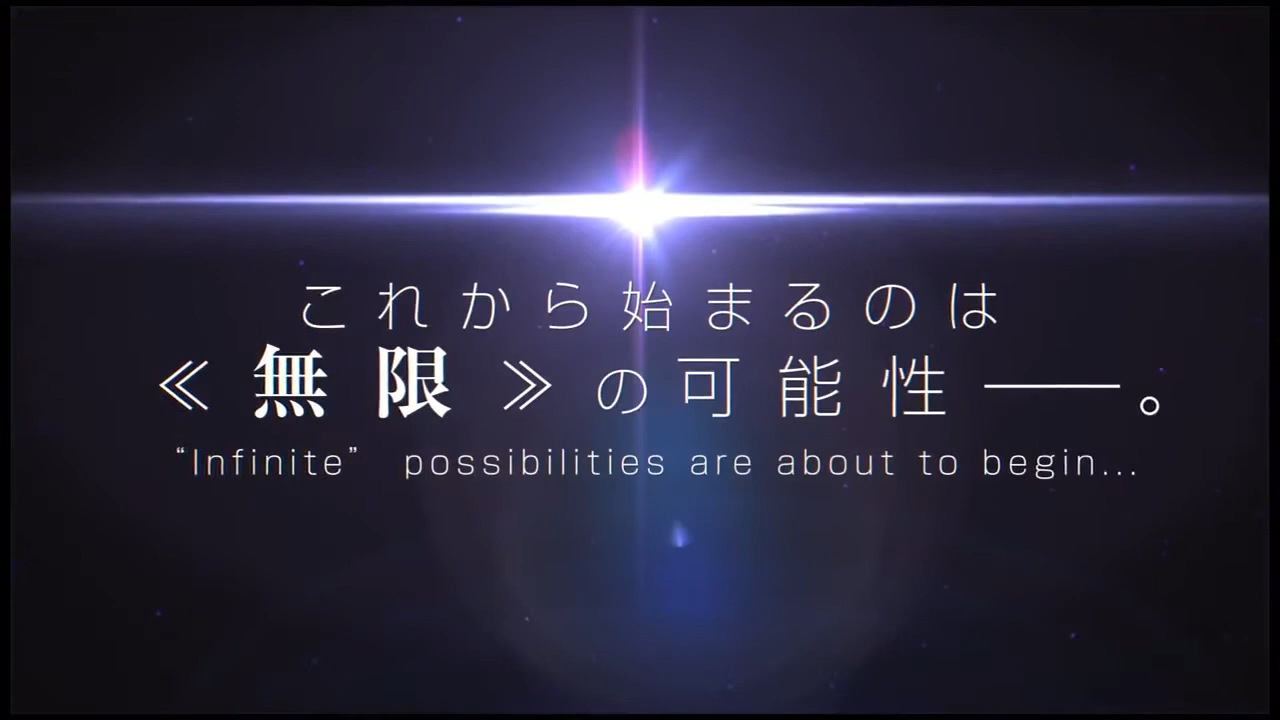 これから始まるのは
≪無限≫の可能性――。
“Infinite” possibilities are about to begin...